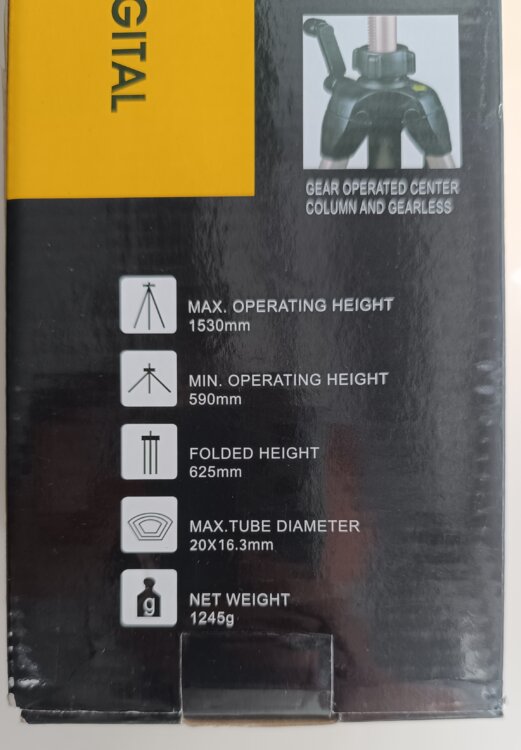 GITAL
GEAR OPERATED CENTER
COLUMN AND GEARLESS
MAX. OPERATING HEIGHT
1530mm
MIN. OPERATING HEIGHT
590mm
FOLDED HEIGHT
625mm
MAX.TUBE DIAMETER
20X16.3mm
g
NET WEIGHT
1245g